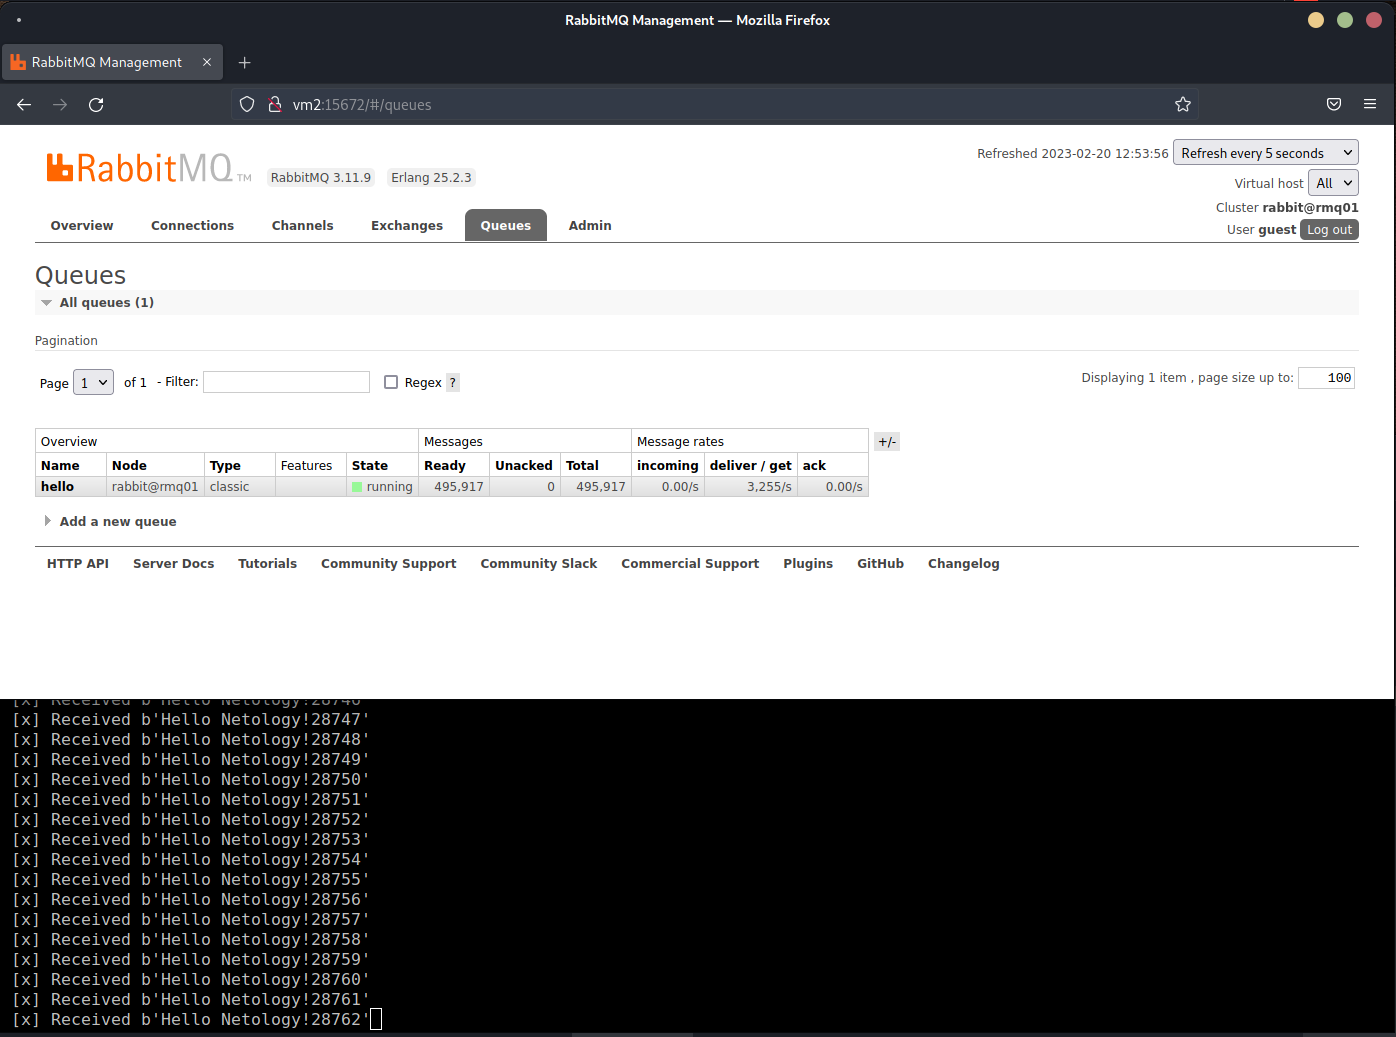 RabbitMQ Management — Mozilla Firefox
RabbitMQ Management
vm2:15672/#/queues
RabbitMQ TM RabbitMQ 3.11.9 Erlang 25.2.3
Refreshed 2023-02-20 12:53:56 Refresh every 5 seconds
Virtual host All
Cluster rabbit@rmq01
User guest Log out
Overview Connections Channels Exchanges Queues Admin
Queues
All queues (1)
Pagination
Page 1 of 1 - Filter: Regex ? Displaying 1 item , page size up to: 100
Overview Messages Message rates +/-
Name Node Type Features State Ready Unacked Total incoming deliver / get ack
hello rabbit@rmq01 classic running 495,917 0 495,917 0.00/s 3,255/s 0.00/s
Add a new queue
HTTP API Server Docs Tutorials Community Support Community Slack Commercial Support Plugins GitHub Changelog
[x] Received b'Hello Netology!28746'
[x] Received b'Hello Netology!28747'
[x] Received b'Hello Netology!28748'
[x] Received b'Hello Netology!28749'
[x] Received b'Hello Netology!28750'
[x] Received b'Hello Netology!28751'
[x] Received b'Hello Netology!28752'
[x] Received b'Hello Netology!28753'
[x] Received b'Hello Netology!28754'
[x] Received b'Hello Netology!28755'
[x] Received b'Hello Netology!28756'
[x] Received b'Hello Netology!28757'
[x] Received b'Hello Netology!28758'
[x] Received b'Hello Netology!28759'
[x] Received b'Hello Netology!28760'
[x] Received b'Hello Netology!28761'
[x] Received b'Hello Netology!28762'